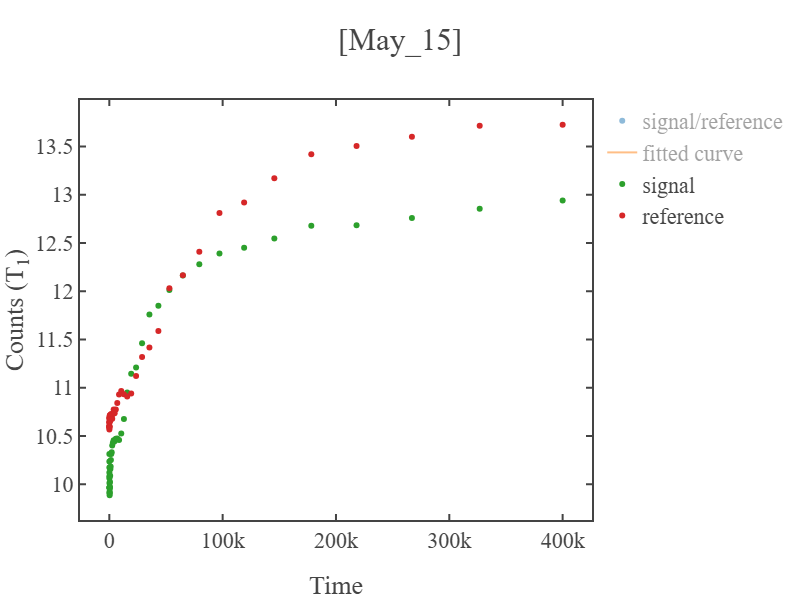 [May_15]
signal/reference
fitted curve
signal
reference
Counts (T1)
13.5
13
12.5
12
11.5
11
10.5
10
0
100k
200k
300k
400k
Time